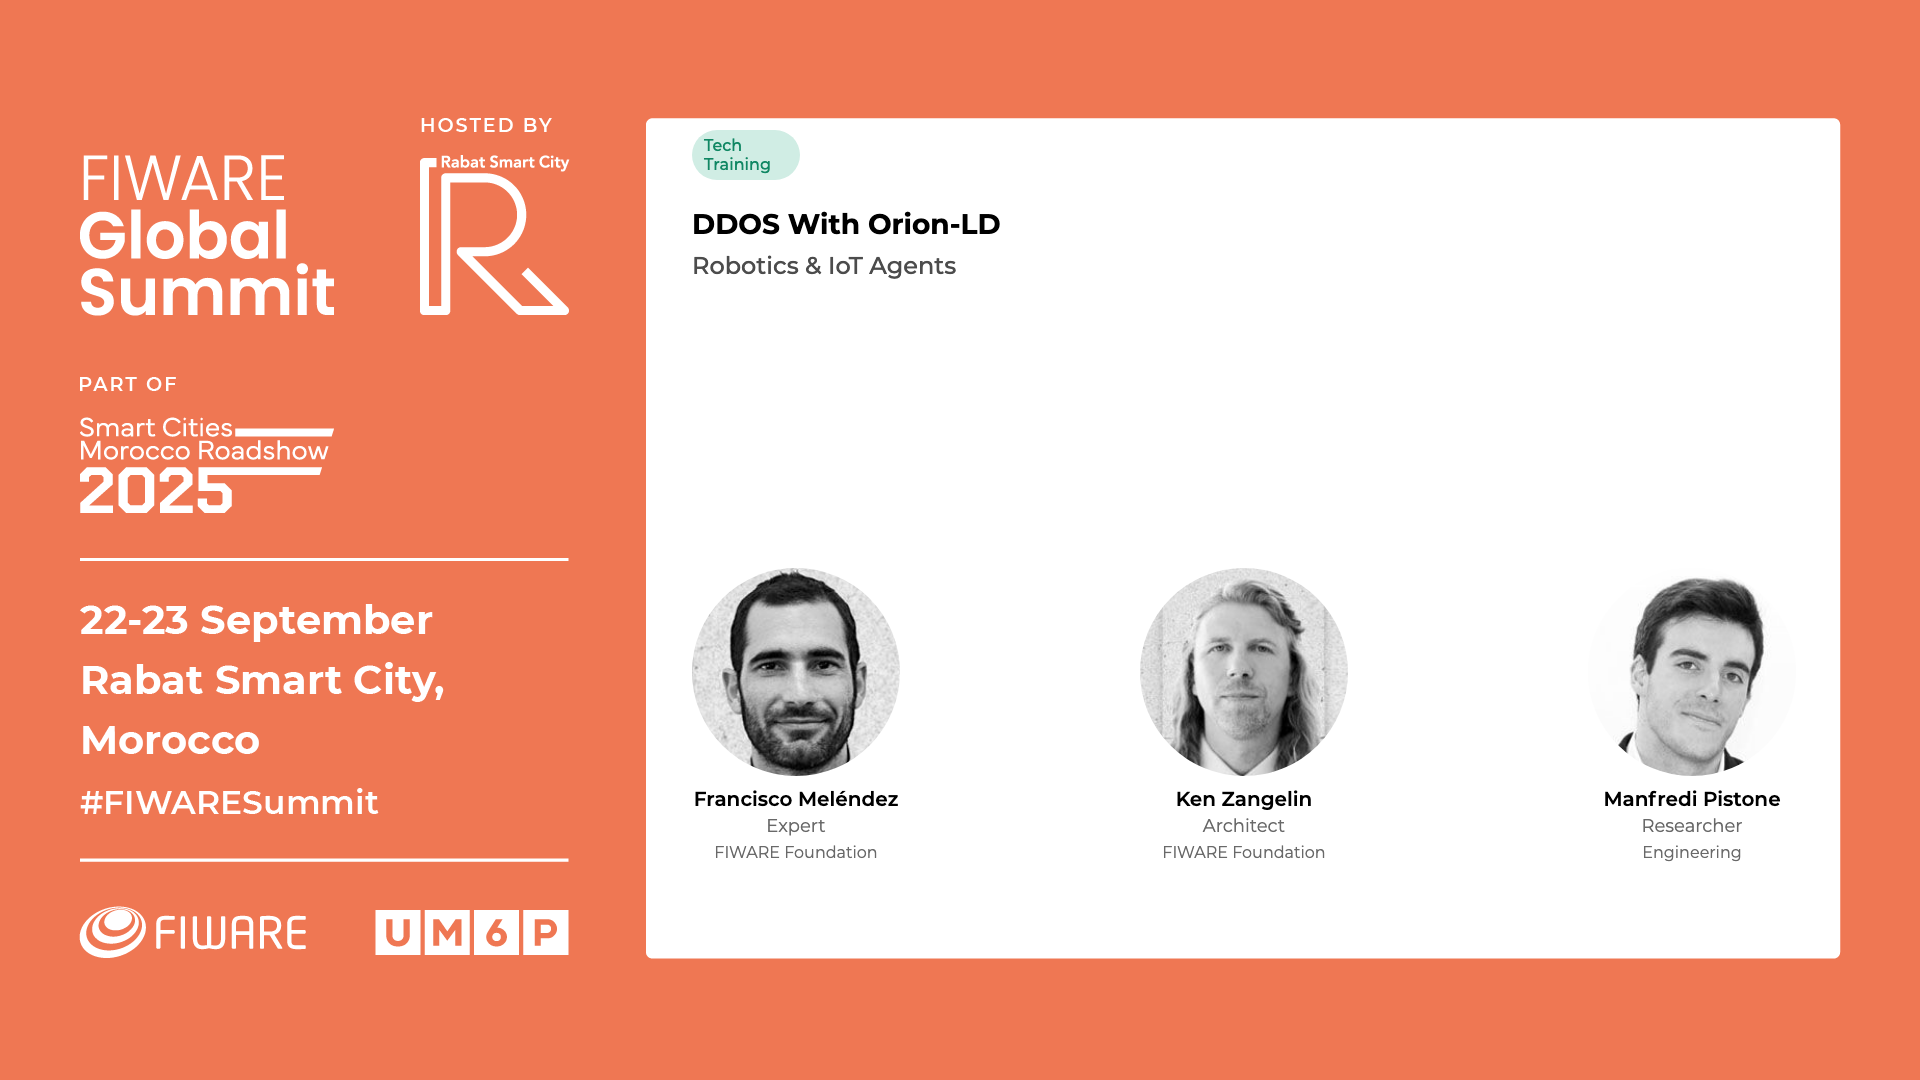 FIWARE
Global
Summit
HOSTED BY
Rabat Smart City
R
PART OF
Smart Cities
Morocco Roadshow
2025
22-23 September
Rabat Smart City,
Morocco
#FIWARESummit
FIWARE
UM6P
Tech
Training
DDOS With Orion-LD
Robotics & IoT Agents
Francisco Meléndez
Expert
FIWARE Foundation
Ken Zangelin
Architect
FIWARE Foundation
Manfredi Pistone
Researcher
Engineering